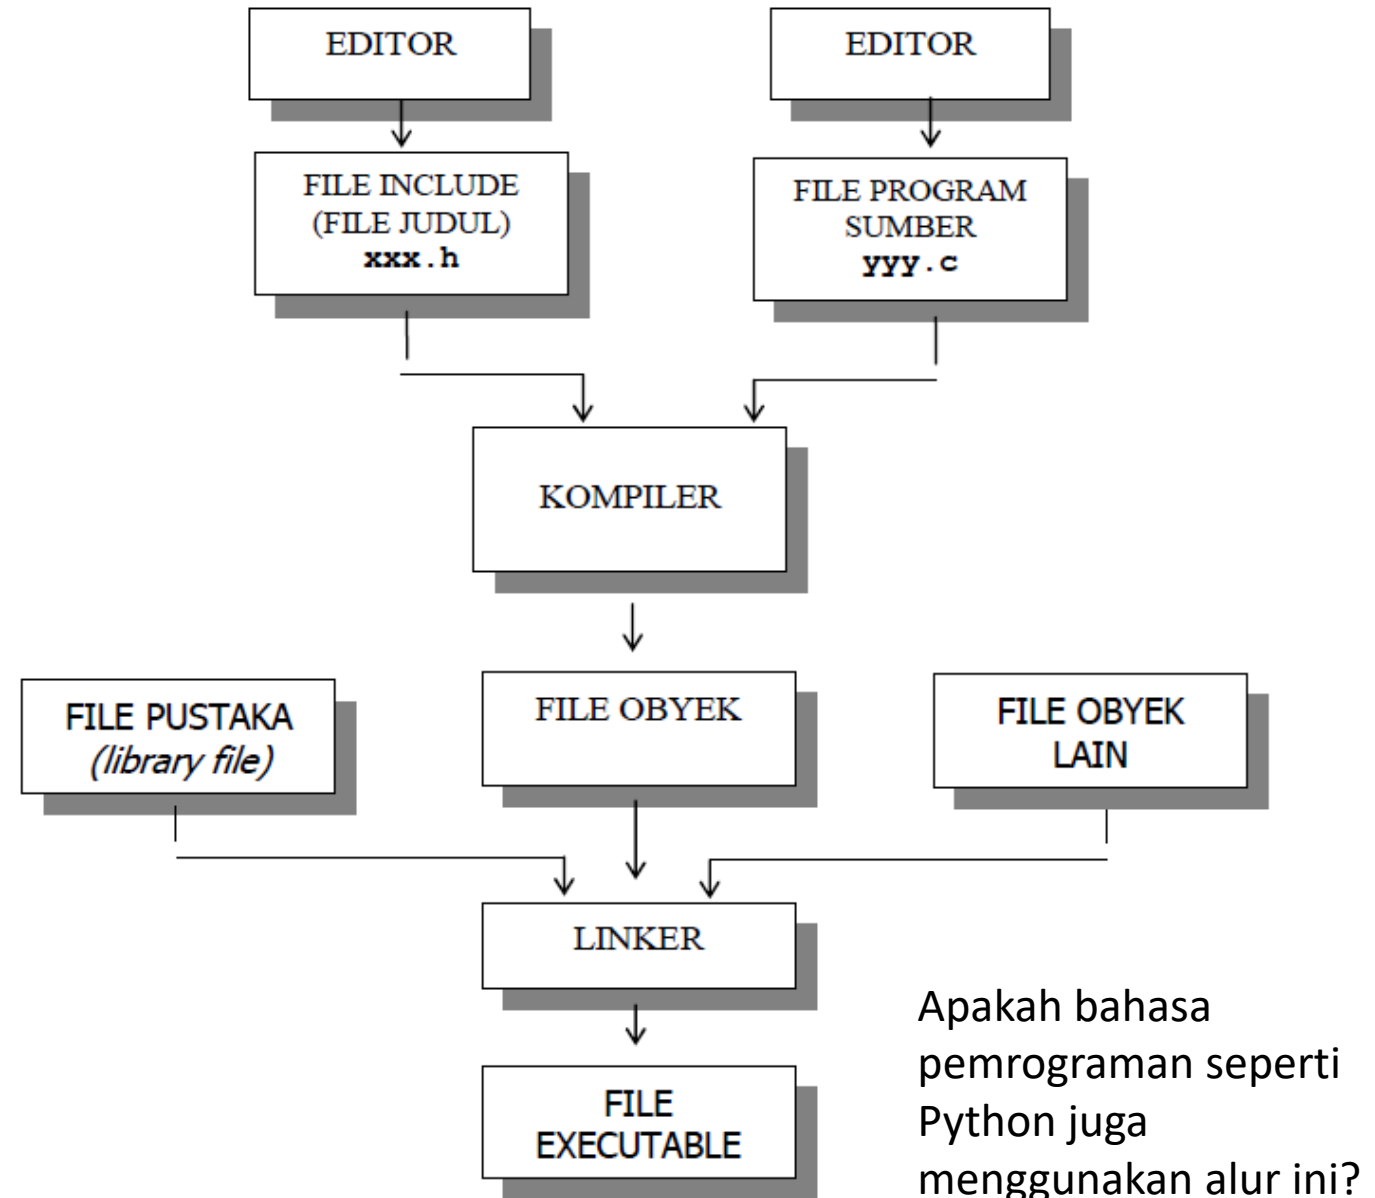 EDITOR
EDITOR
FILE INCLUDE
(FILE JUDUL)
xxx.h
FILE PROGRAM
SUMBER
yyy.c
KOMPILER
FILE PUSTAKA
(library file)
FILE OBYEK
FILE OBYEK
LAIN
LINKER
FILE
EXECUTABLE
Apakah bahasa
pemrograman seperti
Python juga
menggunakan alur ini?